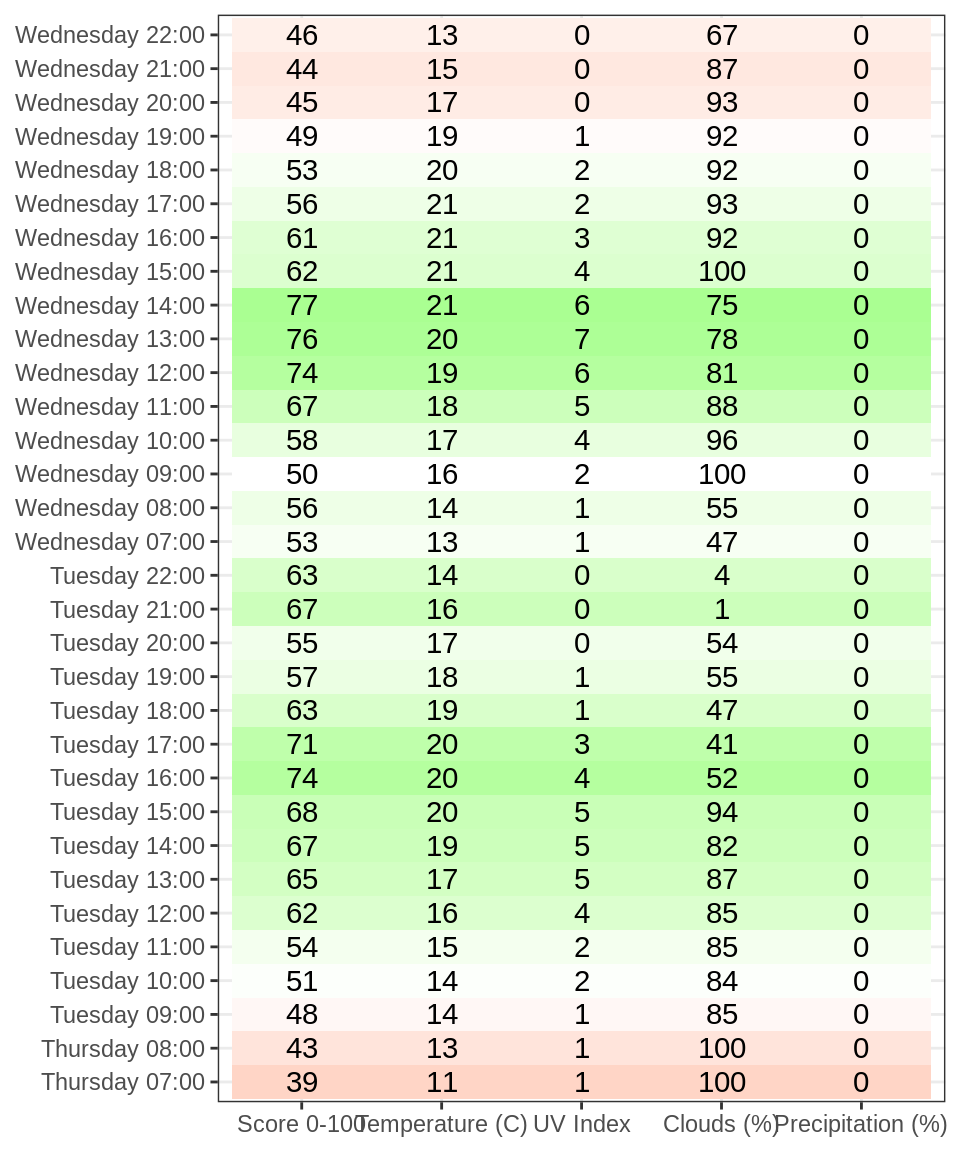 Wednesday 22:00 46 13 0 67 0
Wednesday 21:00 44 15 0 87 0
Wednesday 20:00 45 17 0 93 0
Wednesday 19:00 49 19 1 92 0
Wednesday 18:00 53 20 2 92 0
Wednesday 17:00 56 21 2 93 0
Wednesday 16:00 61 21 3 92 0
Wednesday 15:00 62 21 4 100 0
Wednesday 14:00 77 21 6 75 0
Wednesday 13:00 76 20 7 78 0
Wednesday 12:00 74 19 6 81 0
Wednesday 11:00 67 18 5 88 0
Wednesday 10:00 58 17 4 96 0
Wednesday 09:00 50 16 2 100 0
Wednesday 08:00 56 14 1 55 0
Wednesday 07:00 53 13 1 47 0
Tuesday 22:00 63 14 0 4 0
Tuesday 21:00 67 16 0 1 0
Tuesday 20:00 55 17 0 54 0
Tuesday 19:00 57 18 1 55 0
Tuesday 18:00 63 19 1 47 0
Tuesday 17:00 71 20 3 41 0
Tuesday 16:00 74 20 4 52 0
Tuesday 15:00 68 20 5 94 0
Tuesday 14:00 67 19 5 82 0
Tuesday 13:00 65 17 5 87 0
Tuesday 12:00 62 16 4 85 0
Tuesday 11:00 54 15 2 85 0
Tuesday 10:00 51 14 2 84 0
Tuesday 09:00 48 14 1 85 0
Thursday 08:00 43 13 1 100 0
Thursday 07:00 39 11 1 100 0
Score 0-100 Temperature (C) UV Index Clouds (%) Precipitation (%)